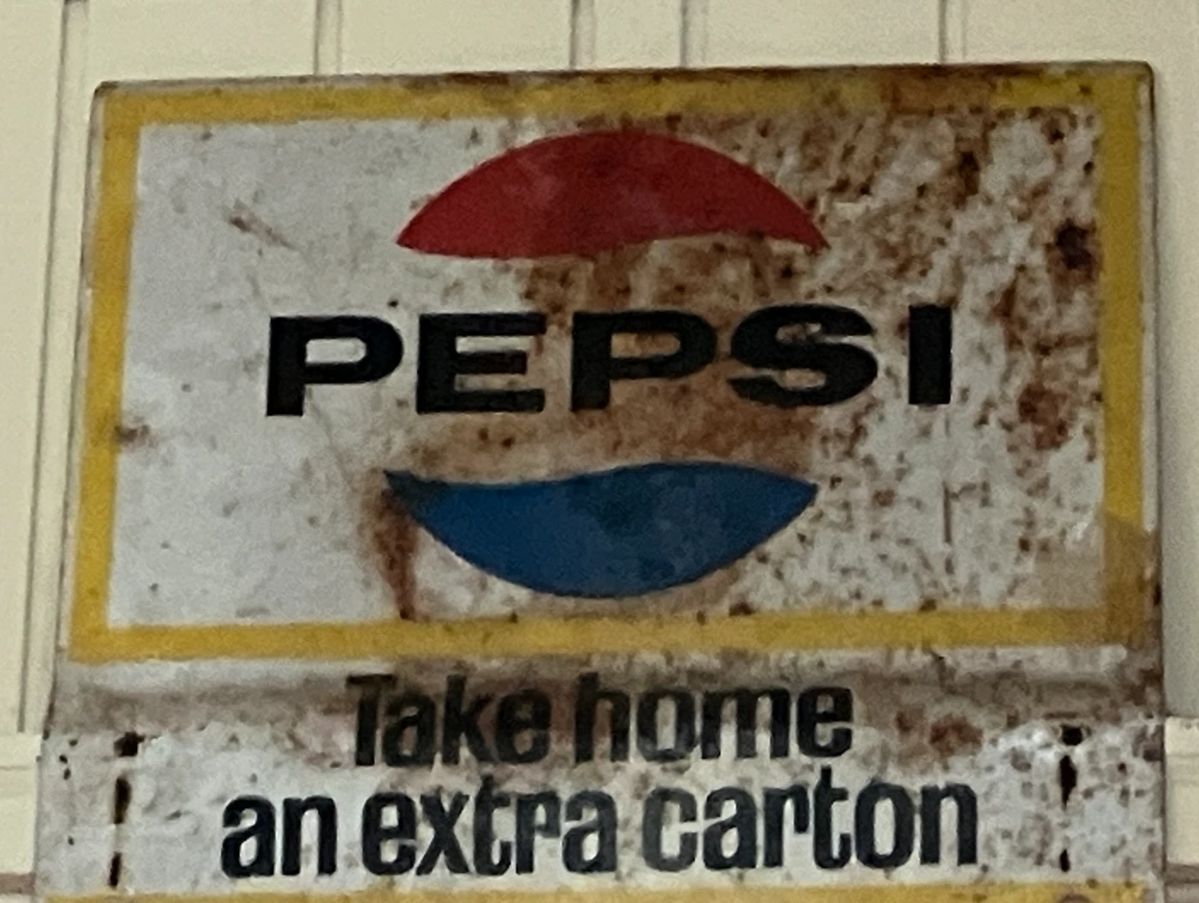 PEPSI
Take home
an extra carton